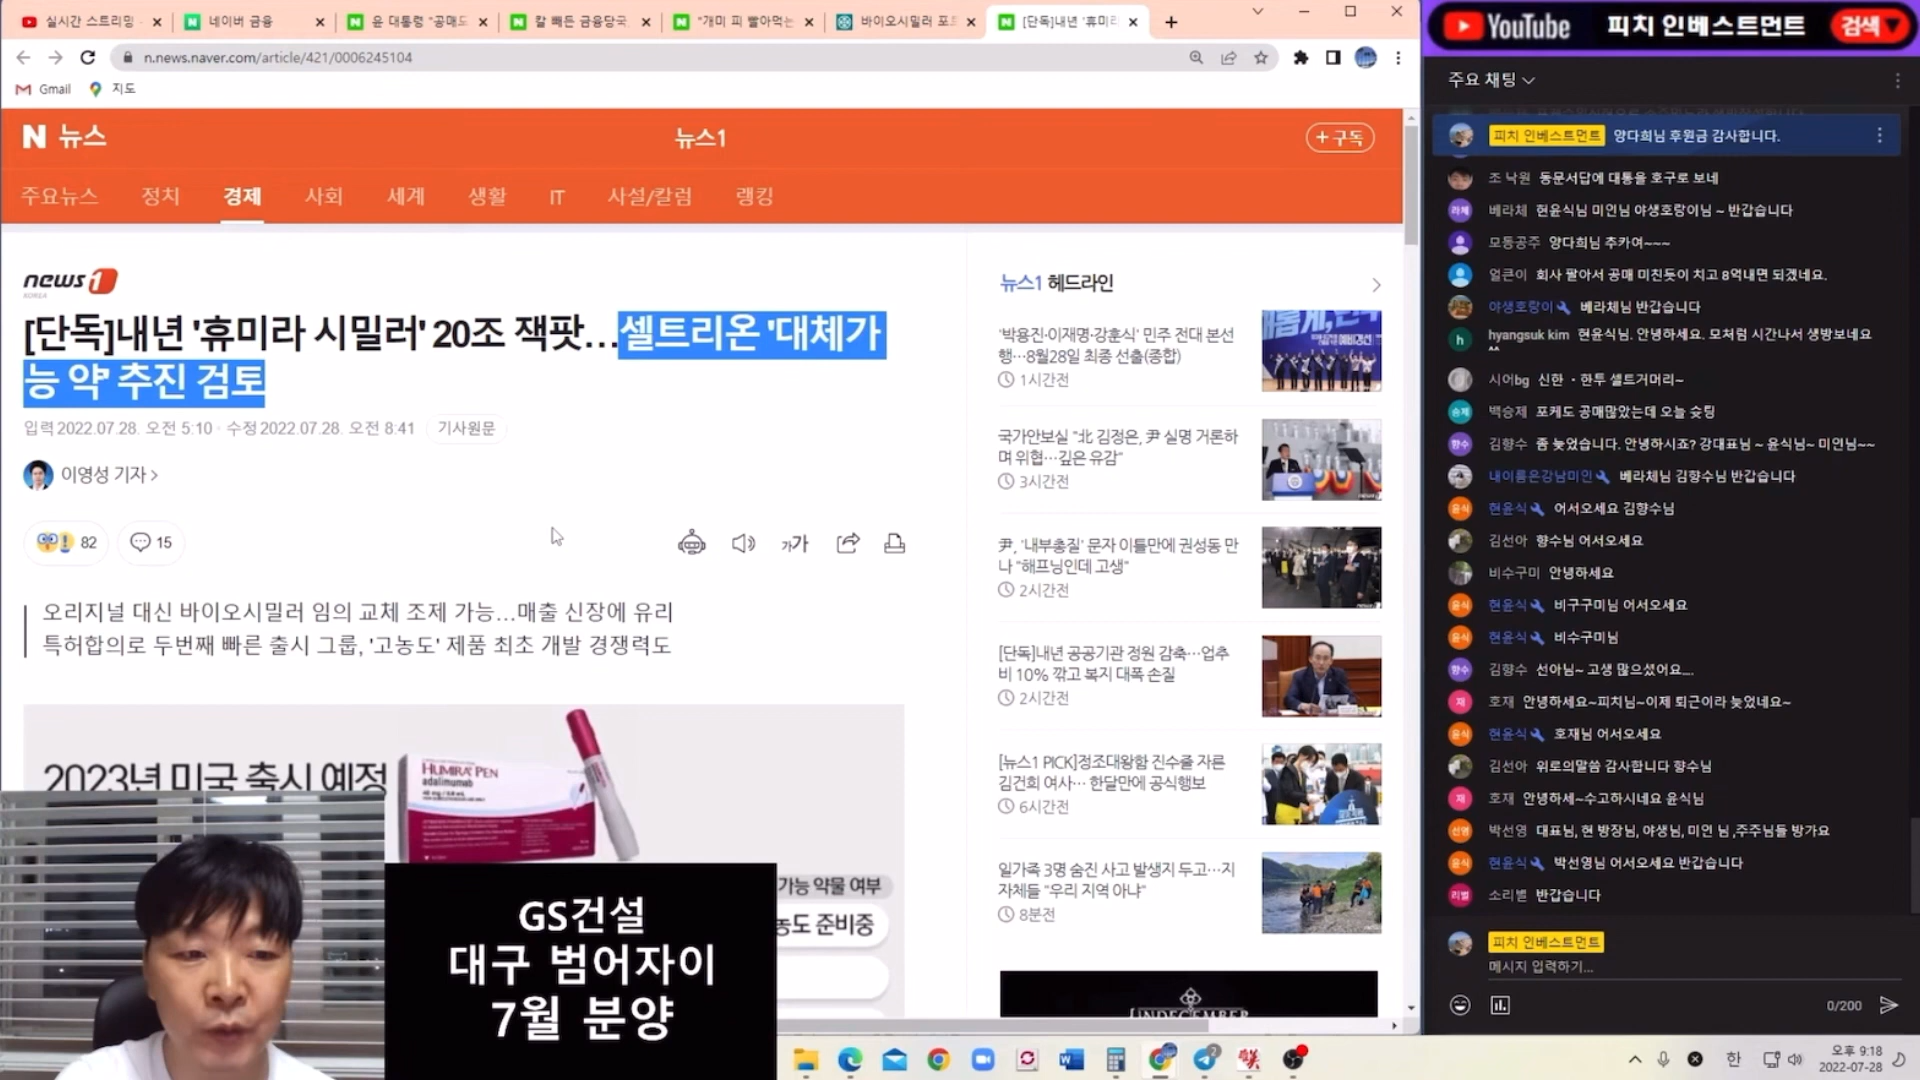 실시간 스트리밍
네이버 금융
윤 대통령 "공매도
칼 빼든 금융당국
"개미 피 빨아먹는
바이오시밀러 포트
[단독]내년 '휴미라
n.news.naver.com/article/421/0006245104
Gmail
지도
N 뉴스
뉴스1
+구독
주요뉴스 정치 경제 사회 세계 생활 IT 사설/칼럼 랭킹
news1
KOREA
[단독]내년 '휴미라 시밀러' 20조 잭팟…셀트리온 '대체가
능 약' 추진 검토
입력 2022.07.28. 오전 5:10 · 수정 2022.07.28. 오전 8:41 기사원문
이영성 기자
82
15
가가
오리지널 대신 바이오시밀러 임의 교체 조제 가능…매출 신장에 유리
특허합의로 두번째 빠른 출시 그룹, '고농도' 제품 최초 개발 경쟁력도
2023년 미국 출시 예정
HUMIRA PEN
adalimumab
가능 약물 여부
농도 준비중
GS건설
대구 범어자이
7월 분양
뉴스1 헤드라인
'박용진·이재명·강훈식' 민주 전대 본선
행…8월28일 최종 선출(종합)
1시간전
국가안보실 "北 김정은, 尹 실명 거론하
며 위협…깊은 유감"
3시간전
尹, '내부총질' 문자 이틀만에 권성동 만
나 "해프닝인데 고생"
2시간전
[단독]내년 공공기관 정원 감축…업추
비 10% 깎고 복지 대폭 손질
2시간전
[뉴스1 PICK]정조대왕함 진수줄 자른
김건희 여사… 한달만에 공식행보
6시간전
일가족 3명 숨진 사고 발생지 두고…지
자체들 "우리 지역 아냐"
8분전
UNDECEMBER
YouTube 피치 인베스트먼트 검색
주요 채팅
피치 인베스트먼트 양다희님 후원금 감사합니다.
조 낙원 동문서답에 대통을 호구로 보네
베라체 현윤식님 미인님 야생호랑이님 ~ 반갑습니다
모동공주 양다희님 추카여~~~
얼큰이 회사 팔아서 공매 미친듯이 치고 8억내면 되겠네요.
야생호랑이 베라체님 반갑습니다
hyangsuk kim 현윤식님. 안녕하세요. 모처럼 시간나서 생방보네요
^^
시어bg 신한 · 한투 셀트거머리~
백승제 포케도 공매많았는데 오늘 슛팅
김향수 좀 늦었습니다. 안녕하시죠? 강대표님 ~ 윤식님~ 미인님~~
내이름은강남미인 베라체님 김향수님 반갑습니다
현윤식 어서오세요 김향수님
김선아 향수님 어서오세요
비수구미 안녕하세요
현윤식 비구구미님 어서오세요
현윤식 비수구미님
김향수 선아님~ 고생 많으셨어요....
호재 안녕하세요~피치님~이제 퇴근이라 늦었네요~
현윤식 호재님 어서오세요
김선아 위로의말씀 감사합니다 향수님
호재 안녕하세~수고하시네요 윤식님
박선영 대표님, 현 방장님, 야생님, 미인 님 ,주주님들 방가요
현윤식 박선영님 어서오세요 반갑습니다
소리별 반갑습니다
피치 인베스트먼트
메시지 입력하기...
0/200
한
오후 9:18
2022-07-28